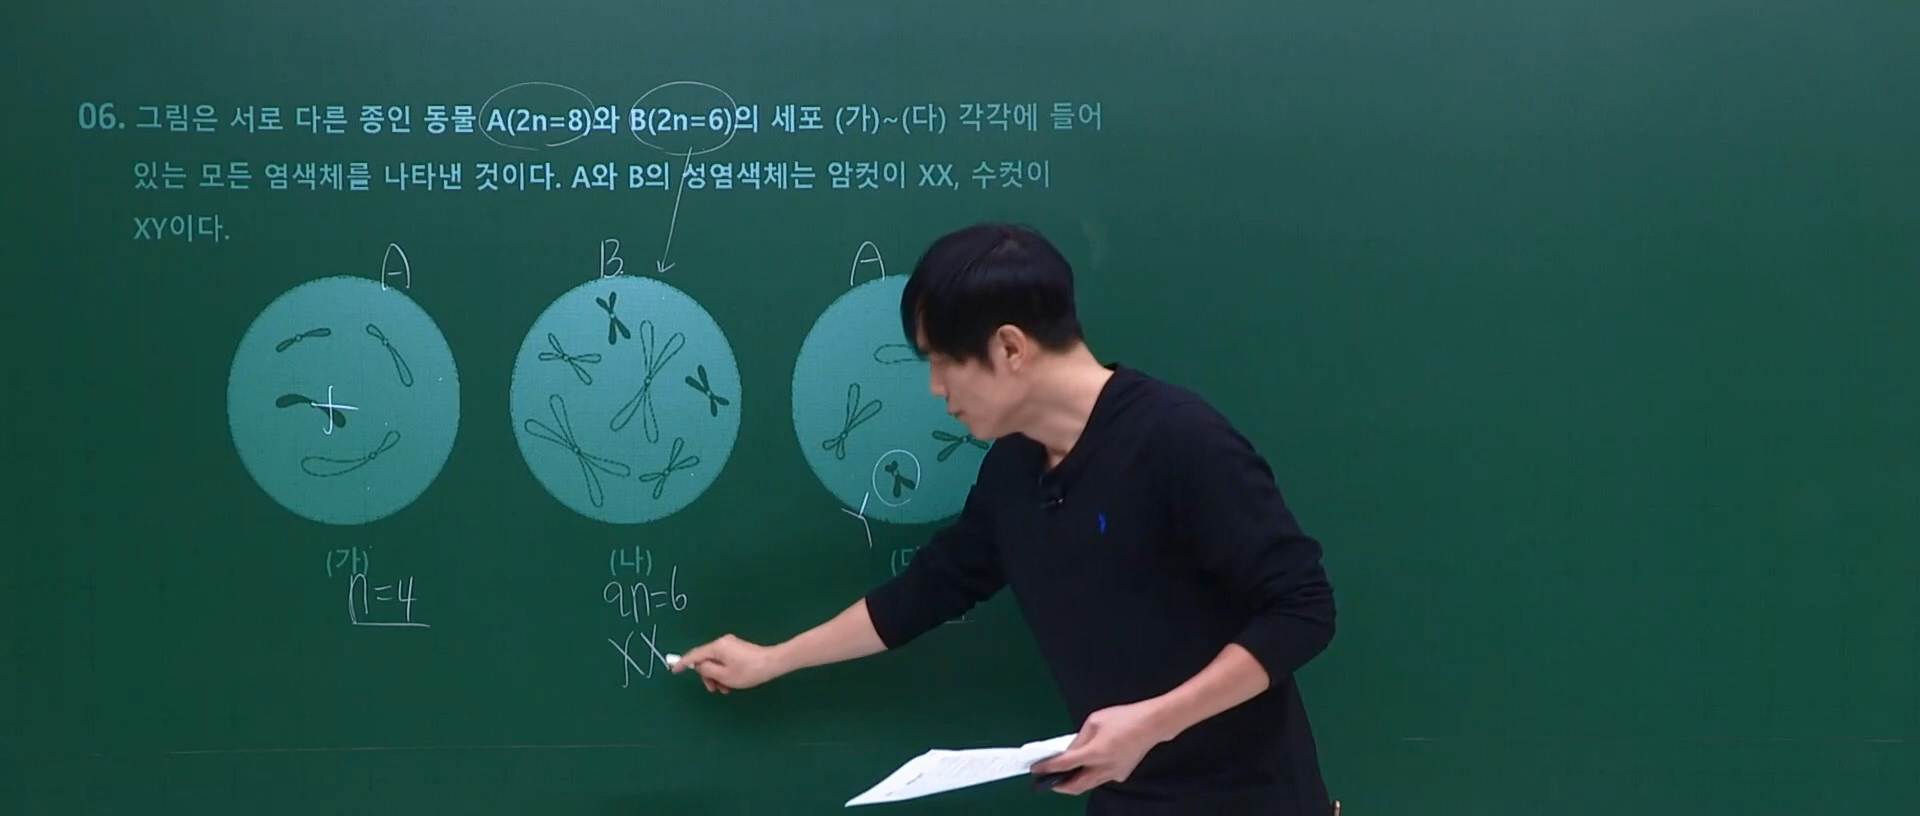 06. 그림은 서로 다른 종인 동물 A(2n=8)와 B(2n=6)의 세포 (가)~(다) 각각에 들어
있는 모든 염색체를 나타낸 것이다. A와 B의 성염색체는 암컷이 XX, 수컷이
XY이다.
A
B
A
Y
(가)
(나)
n=4
2n=6
XX